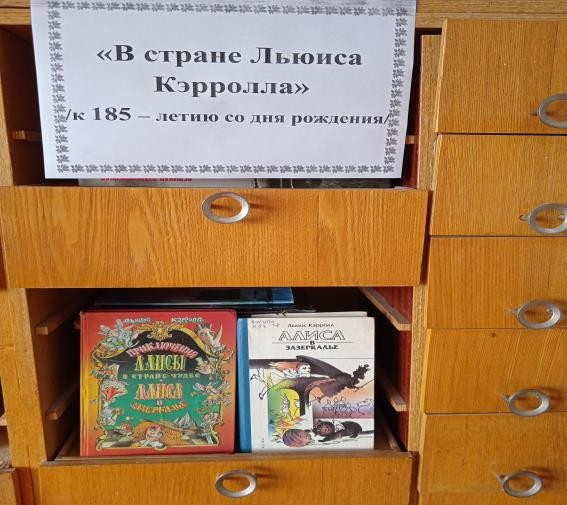 «В стране Льюиса
Кэрролла»
/к 185 – летию со дня рождения/
Льюис Кэрролл
ПРИКЛЮЧЕНИЯ
АЛИСЫ
В СТРАНЕ ЧУДЕС
АЛИСА
В
ЗАЗЕРКАЛЬЕ
Льюис Кэрролл
АЛИСА
В
ЗАЗЕРКАЛЬЕ